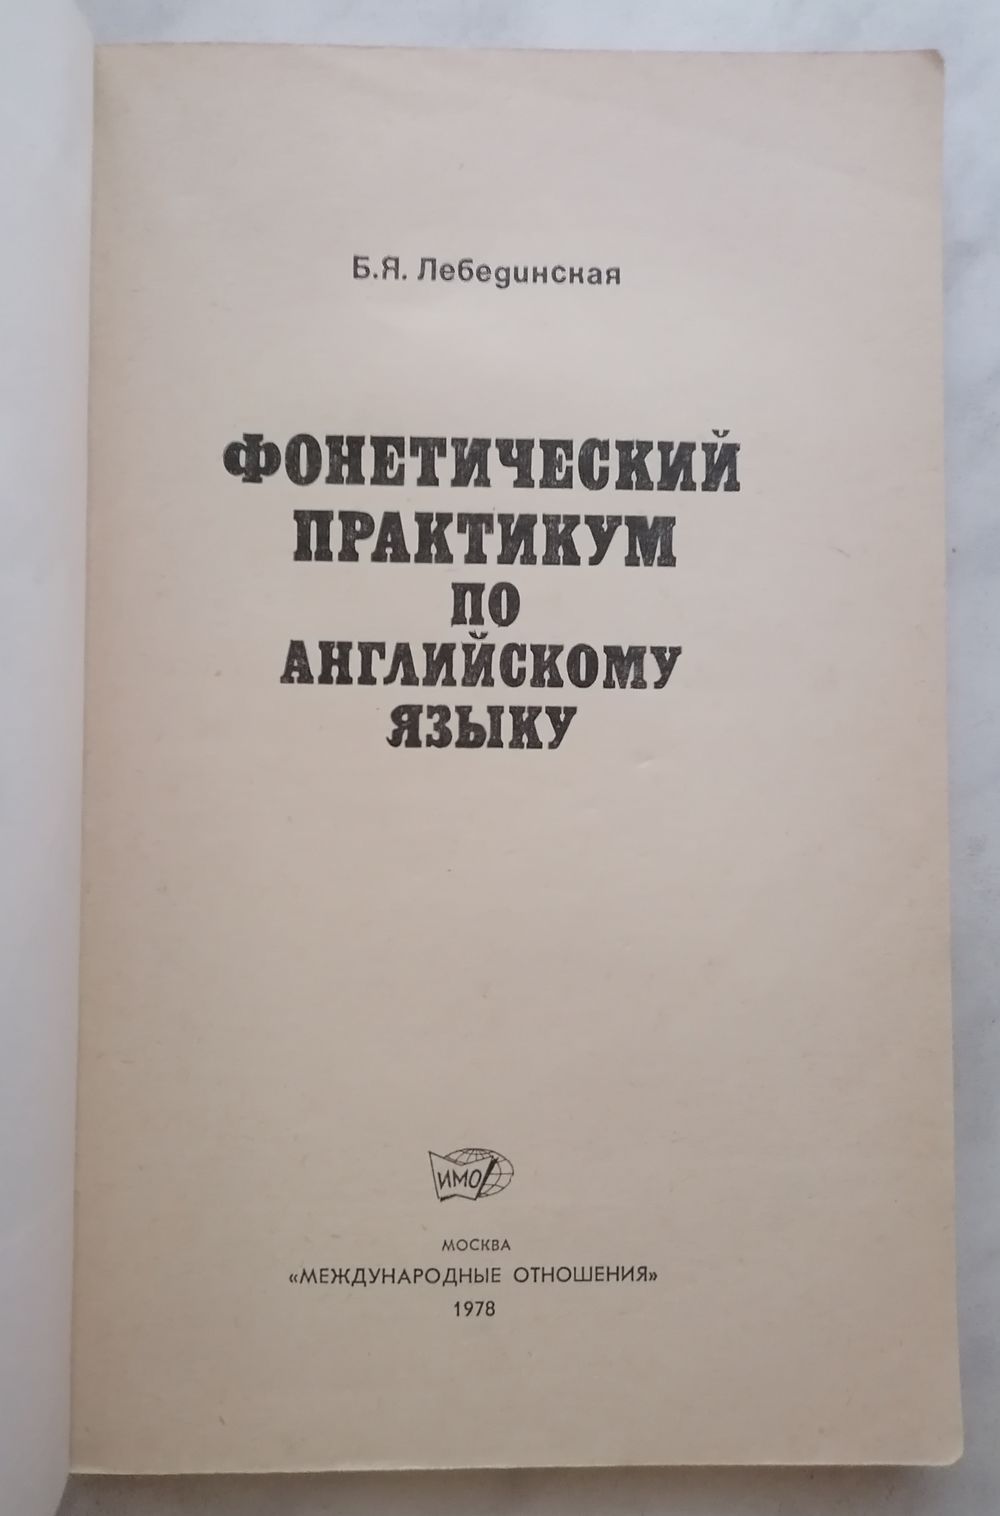 Б.Я. Лебединская
ФОНЕТИЧЕСКИЙ
ПРАКТИКУМ
ПО
АНГЛИЙСКОМУ
ЯЗЫКУ
ИМО
МОСКВА
«МЕЖДУНАРОДНЫЕ ОТНОШЕНИЯ»
1978